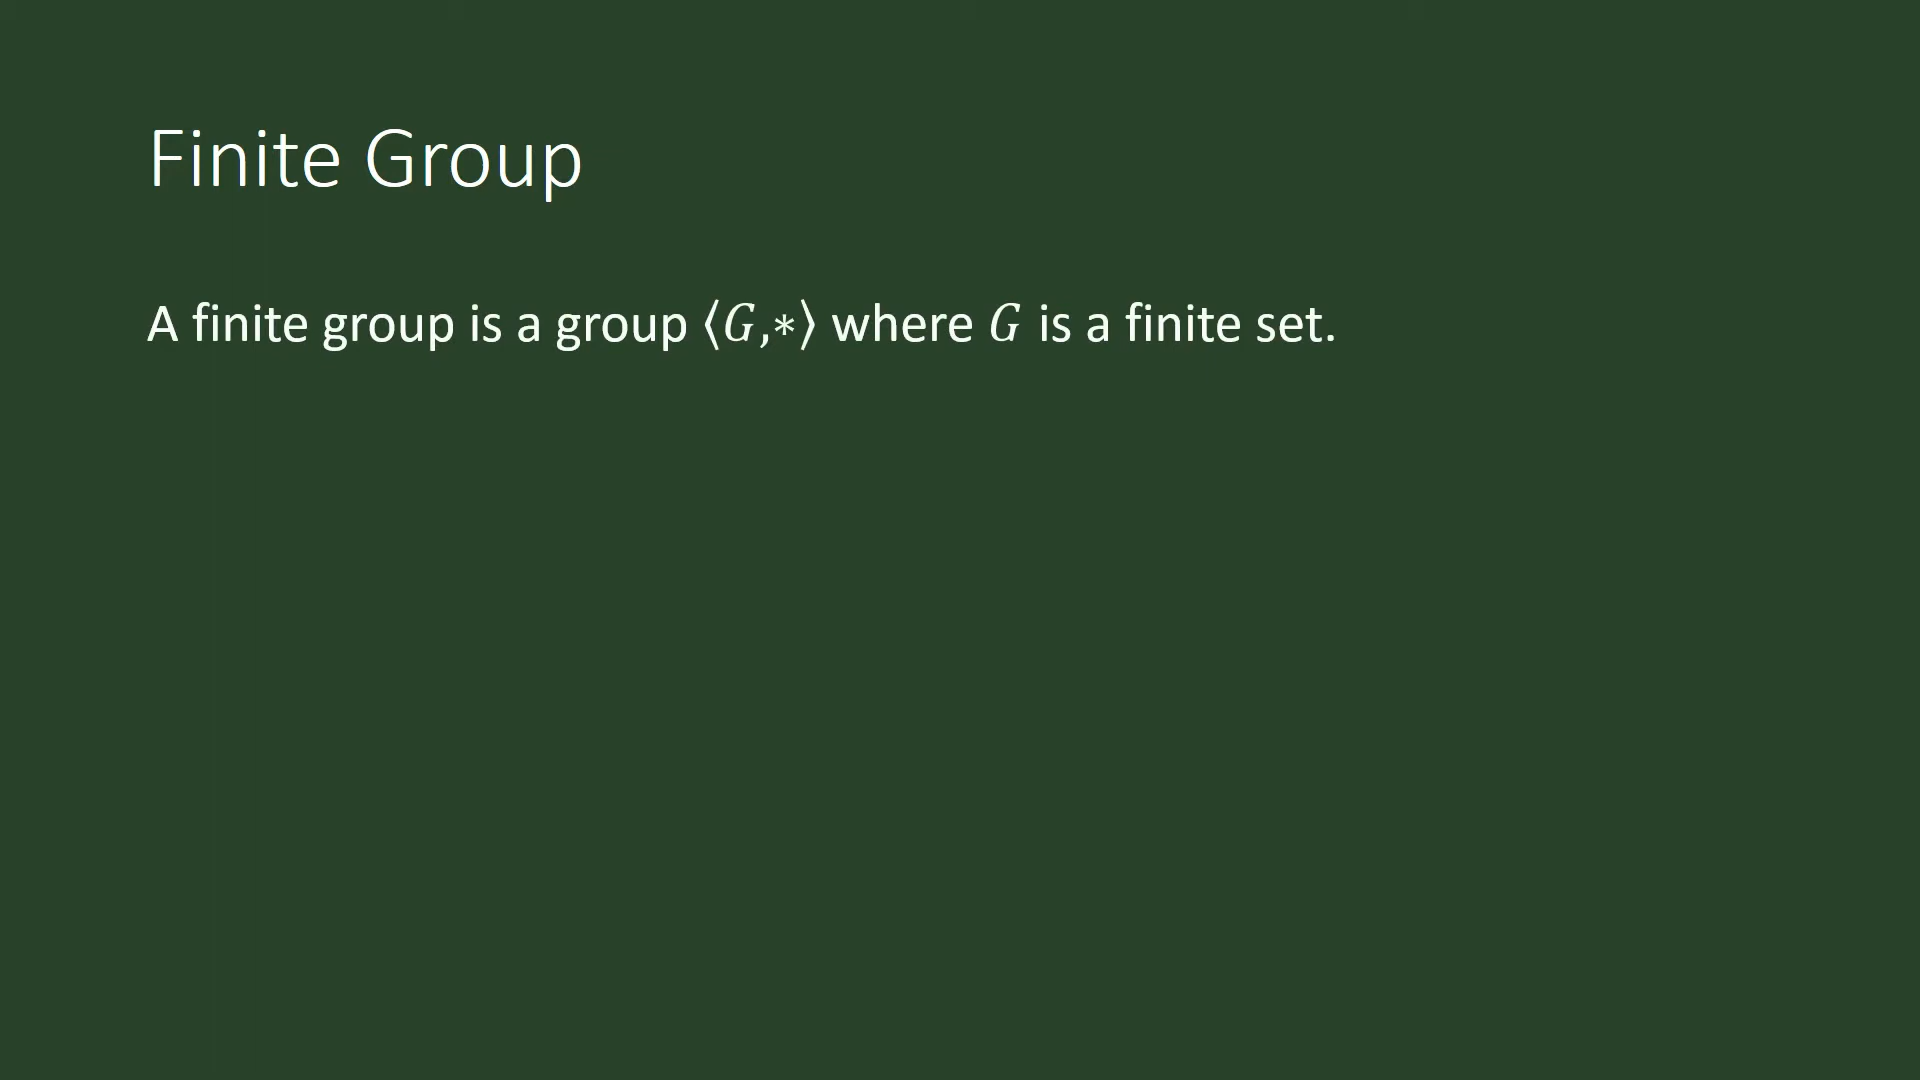 Finite Group
A finite group is a group ⟨𝐺,∗⟩ where 𝐺 is a finite set.